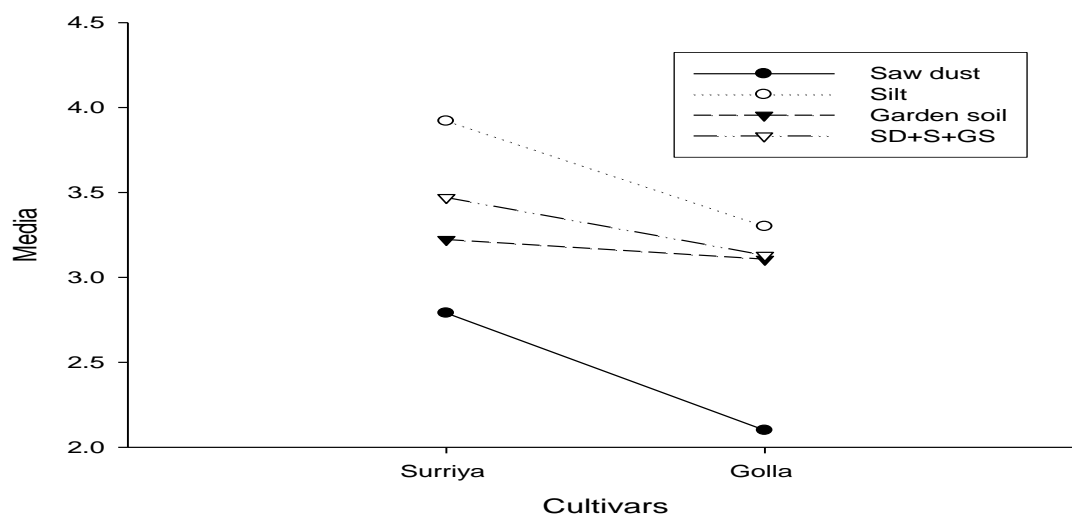 4.5
4.0
3.5
3.0
2.5
2.0
Media
Saw dust
Silt
Garden soil
SD+S+GS
Surriya
Golla
Cultivars